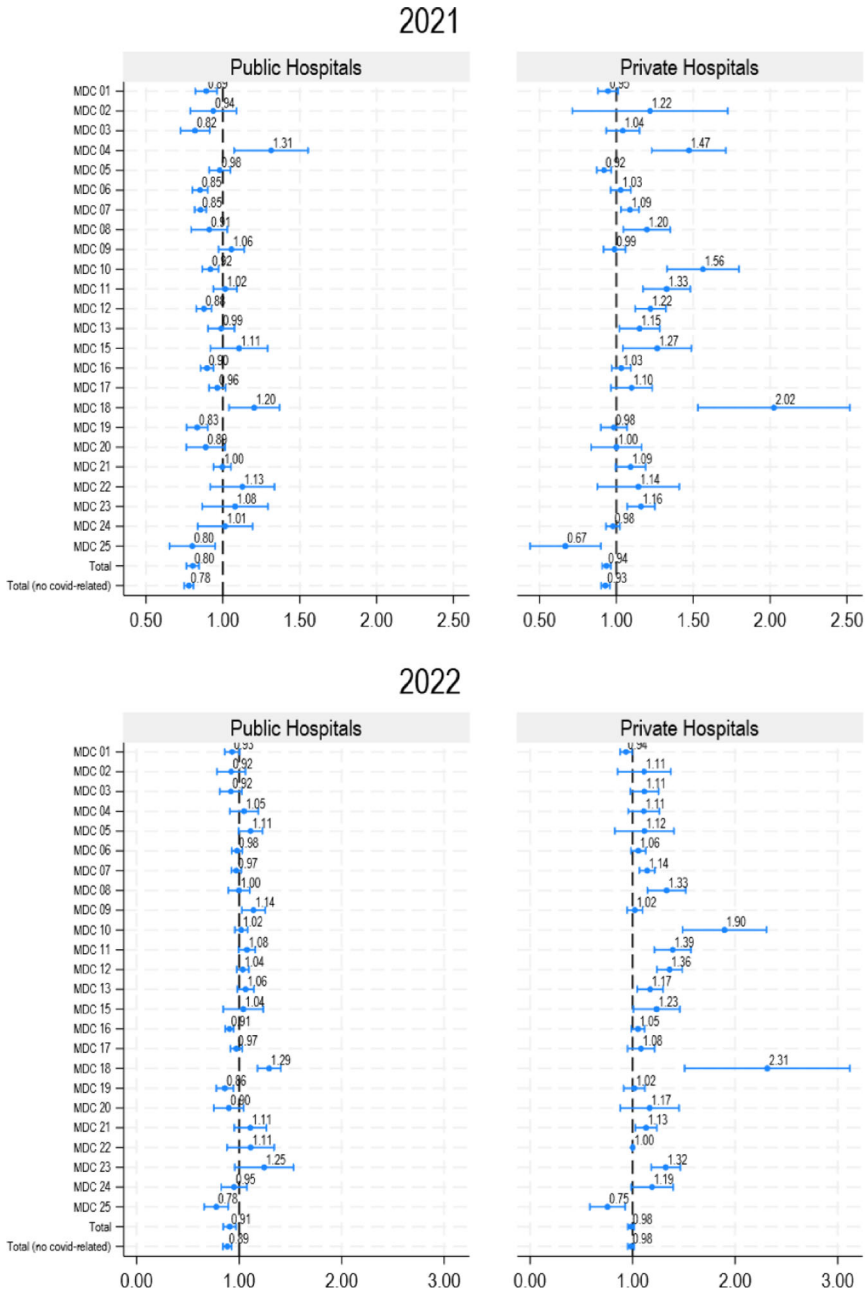 2021
Public Hospitals Private Hospitals
MDC 01 0.89 0.95
MDC 02 0.94 1.22
MDC 03 0.82 1.04
MDC 04 1.31 1.47
MDC 05 0.98 0.92
MDC 06 0.85 1.03
MDC 07 0.85 1.09
MDC 08 0.91 1.20
MDC 09 1.06 0.99
MDC 10 0.92 1.56
MDC 11 1.02 1.33
MDC 12 0.88 1.22
MDC 13 0.99 1.15
MDC 15 1.11 1.27
MDC 16 0.90 1.03
MDC 17 0.96 1.10
MDC 18 1.20 2.02
MDC 19 0.83 0.98
MDC 20 0.89 1.00
MDC 21 1.00 1.09
MDC 22 1.13 1.14
MDC 23 1.08 1.16
MDC 24 1.01 0.98
MDC 25 0.80 0.67
Total 0.80 0.94
Total (no covid-related) 0.78 0.93
0.50 1.00 1.50 2.00 2.50 0.50 1.00 1.50 2.00 2.50
2022
Public Hospitals Private Hospitals
MDC 01 0.93 0.94
MDC 02 0.92 1.11
MDC 03 0.92 1.11
MDC 04 1.05 1.11
MDC 05 1.11 1.12
MDC 06 0.98 1.06
MDC 07 0.97 1.14
MDC 08 1.00 1.33
MDC 09 1.14 1.02
MDC 10 1.02 1.90
MDC 11 1.08 1.39
MDC 12 1.04 1.36
MDC 13 1.06 1.17
MDC 15 1.04 1.23
MDC 16 0.91 1.05
MDC 17 0.97 1.08
MDC 18 1.29 2.31
MDC 19 0.86 1.02
MDC 20 0.90 1.17
MDC 21 1.11 1.13
MDC 22 1.11 1.00
MDC 23 1.25 1.32
MDC 24 0.95 1.19
MDC 25 0.78 0.75
Total 0.91 0.98
Total (no covid-related) 0.89 0.98
0.00 1.00 2.00 3.00 0.00 1.00 2.00 3.00